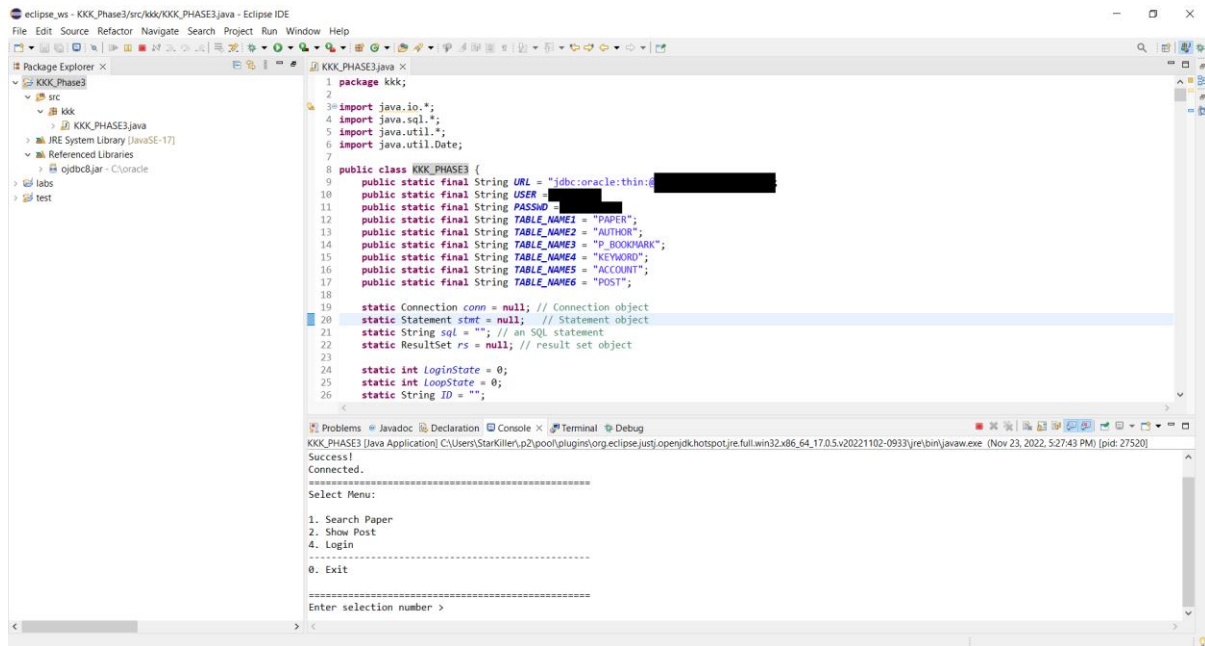 eclipse_ws - KKK_Phase3/src/kkk/KKK_PHASE3.java - Eclipse IDE
File Edit Source Refactor Navigate Search Project Run Window Help
Package Explorer
KKK_Phase3
src
kkk
KKK_PHASE3.java
JRE System Library [JavaSE-17]
Referenced Libraries
ojdbc8.jar - C:\oracle
labs
test
KKK_PHASE3.java
1 package kkk;
2
3 import java.io.*;
4 import java.sql.*;
5 import java.util.*;
6 import java.util.Date;
7
8 public class KKK_PHASE3 {
9 public static final String URL = "jdbc:oracle:thin:@
10 public static final String USER =
11 public static final String PASSWD =
12 public static final String TABLE_NAME1 = "PAPER";
13 public static final String TABLE_NAME2 = "AUTHOR";
14 public static final String TABLE_NAME3 = "P_BOOKMARK";
15 public static final String TABLE_NAME4 = "KEYWORD";
16 public static final String TABLE_NAME5 = "ACCOUNT";
17 public static final String TABLE_NAME6 = "POST";
18
19 static Connection conn = null; // Connection object
20 static Statement stmt = null; // Statement object
21 static String sql = ""; // an SQL statement
22 static ResultSet rs = null; // result set object
23
24 static int LoginState = 0;
25 static int LoopState = 0;
26 static String ID = "";
Problems Javadoc Declaration Console Terminal Debug
KKK_PHASE3 [Java Application] C:\Users\StarKiller\.p2\pool\plugins\org.eclipse.justj.openjdk.hotspot.jre.full.win32.x86_64_17.0.5.v20221102-0933\jre\bin\javaw.exe (Nov 23, 2022, 5:27:43 PM) [pid: 27520]
Success!
Connected.
==================================================
Select Menu:
1. Search Paper
2. Show Post
4. Login
--------------------------------------------------
0. Exit
==================================================
Enter selection number >